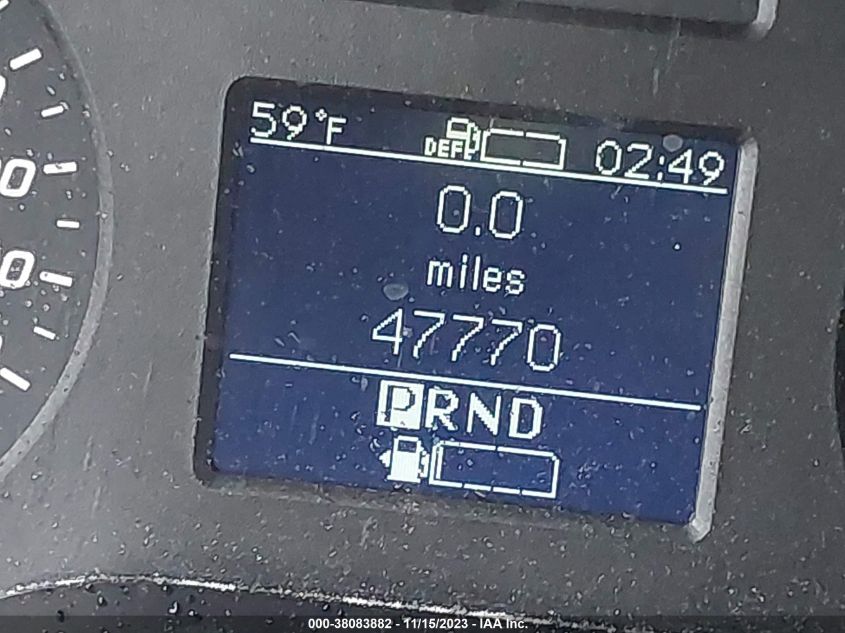 59°F DEF 02:49
0.0
miles
47770
PRND
000-38083882 - 11/15/2023 - IAA Inc.